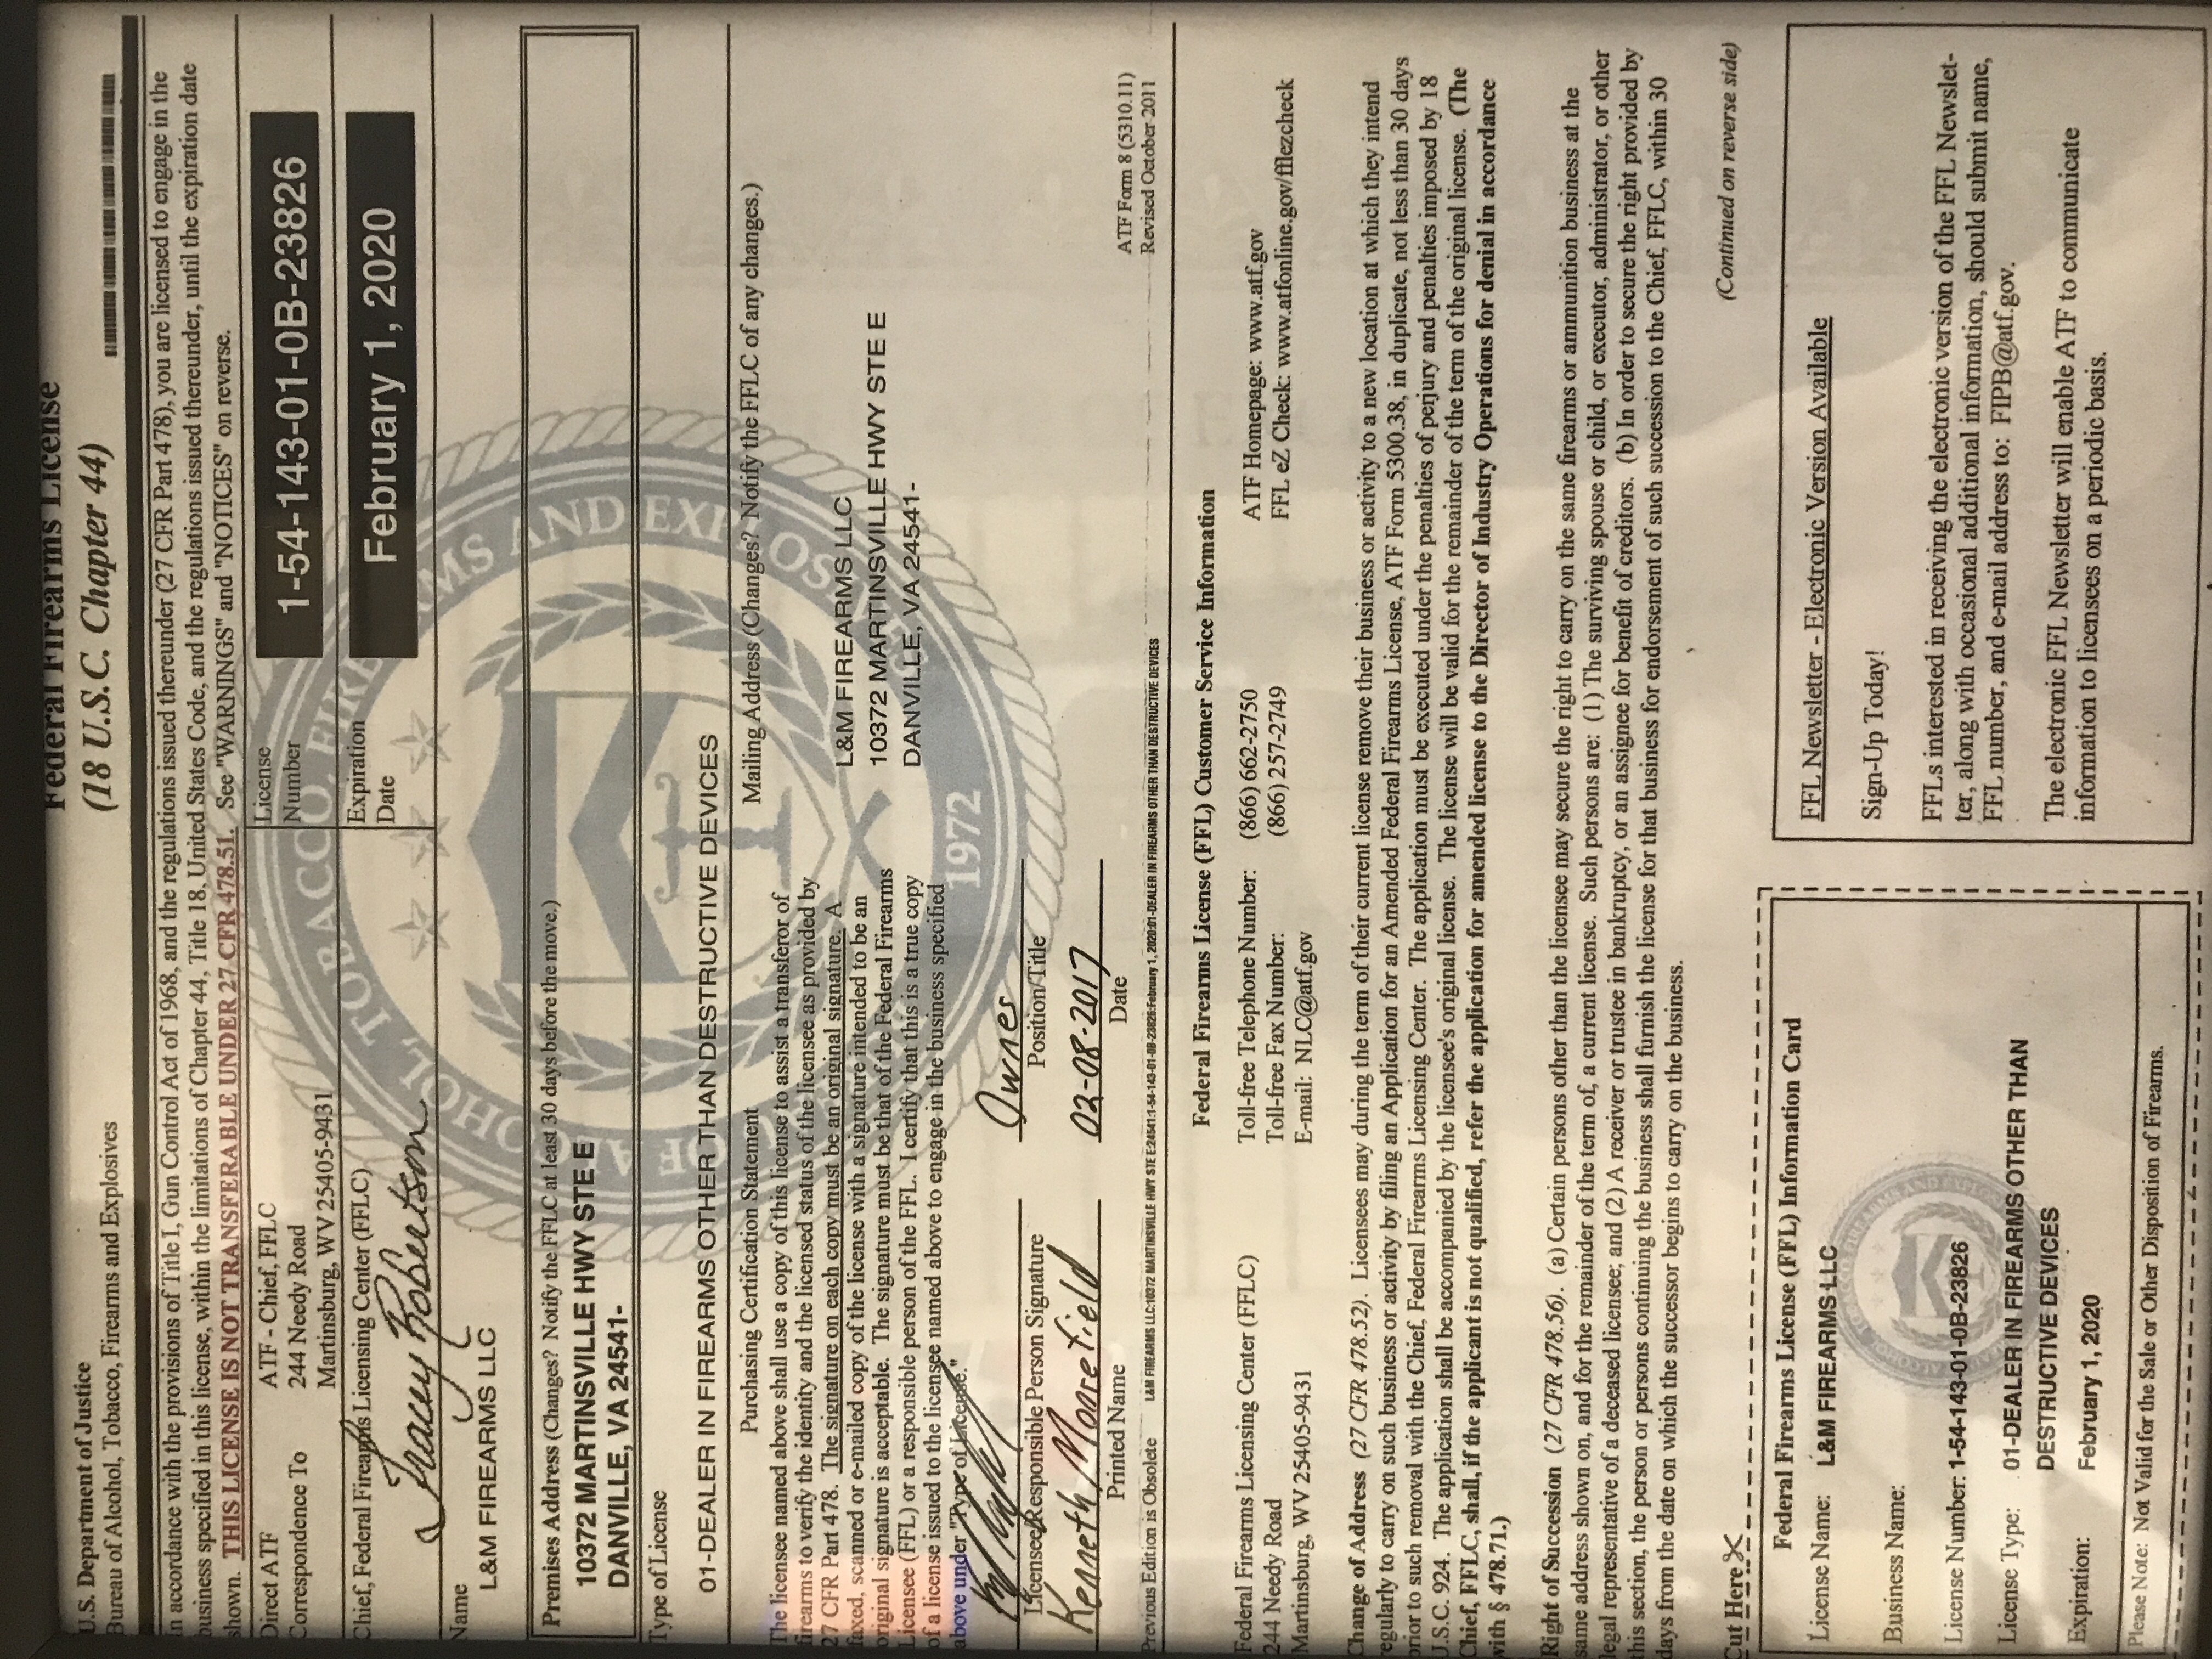 Federal Firearms License
(18 U.S.C. Chapter 44)
U.S. Department of Justice
Bureau of Alcohol, Tobacco, Firearms and Explosives
In accordance with the provisions of Title I, Gun Control Act of 1968, and the regulations issued thereunder (27 CFR Part 478), you are licensed to engage in the
business specified in this license, within the limitations of Chapter 44, Title 18, United States Code, and the regulations issued thereunder, until the expiration date
shown. THIS LICENSE IS NOT TRANSFERABLE UNDER 27 CFR 478.51. See "WARNINGS" and "NOTICES" on reverse.
Direct ATF
Correspondence To
ATF - Chief, FFLC
244 Needy Road
Martinsburg, WV 25405-9431
License
Number
1-54-143-01-0B-23826
Chief, Federal Firearms Licensing Center (FFLC)
Tracey Robertson
Expiration
Date
February 1, 2020
Name
L&M FIREARMS LLC
Premises Address (Changes? Notify the FFLC at least 30 days before the move.)
10372 MARTINSVILLE HWY STE E
DANVILLE, VA 24541-
Type of License
01-DEALER IN FIREARMS OTHER THAN DESTRUCTIVE DEVICES
Purchasing Certification Statement
The licensee named above shall use a copy of this license to assist a transferor of
firearms to verify the identity and the licensed status of the licensee as provided by
27 CFR Part 478. The signature on each copy must be an original signature. A
faxed, scanned or e-mailed copy of the license with a signature intended to be an
original signature is acceptable. The signature must be that of the Federal Firearms
Licensee (FFL) or a responsible person of the FFL. I certify that this is a true copy
of a license issued to the licensee named above to engage in the business specified
above under "Type of License."
Mailing Address (Changes? Notify the FFLC of any changes.)
L&M FIREARMS LLC
10372 MARTINSVILLE HWY STE E
DANVILLE, VA 24541-
OF ALCOHOL, TOBACCO, FIREARMS AND EXPLOSIVES
1972
Owner
Licensee/Responsible Person Signature
Position/Title
Kenneth Moorefield
02-08-2017
Printed Name
Date
ATF Form 8 (5310.11)
Revised October 2011
Previous Edition is Obsolete
L&M FIREARMS LLC:10372 MARTINSVILLE HWY STE E:24541:1-54-143-01-0B-23826:February 1, 2020:01-DEALER IN FIREARMS OTHER THAN DESTRUCTIVE DEVICES
Federal Firearms License (FFL) Customer Service Information
Federal Firearms Licensing Center (FFLC)
244 Needy Road
Martinsburg, WV 25405-9431
Toll-free Telephone Number: (866) 662-2750
Toll-free Fax Number: (866) 257-2749
E-mail: NLC@atf.gov
ATF Homepage: www.atf.gov
FFL eZ Check: www.atfonline.gov/fflezcheck
Change of Address (27 CFR 478.52). Licensees may during the term of their current license remove their business or activity to a new location at which they intend
regularly to carry on such business or activity by filing an Application for an Amended Federal Firearms License, ATF Form 5300.38, in duplicate, not less than 30 days
prior to such removal with the Chief, Federal Firearms Licensing Center. The application must be executed under the penalties of perjury and penalties imposed by 18
U.S.C. 924. The application shall be accompanied by the licensee's original license. The license will be valid for the remainder of the term of the original license. (The
Chief, FFLC, shall, if the applicant is not qualified, refer the application for amended license to the Director of Industry Operations for denial in accordance
with § 478.71.)
Right of Succession (27 CFR 478.56). (a) Certain persons other than the licensee may secure the right to carry on the same firearms or ammunition business at the
same address shown on, and for the remainder of the term of, a current license. Such persons are: (1) The surviving spouse or child, or executor, administrator, or other
legal representative of a deceased licensee; and (2) A receiver or trustee in bankruptcy, or an assignee for benefit of creditors. (b) In order to secure the right provided by
this section, the person or persons continuing the business shall furnish the license for that business for endorsement of such succession to the Chief, FFLC, within 30
days from the date on which the successor begins to carry on the business.
(Continued on reverse side)
Cut Here
Federal Firearms License (FFL) Information Card
License Name: L&M FIREARMS LLC
Business Name:
License Number: 1-54-143-01-0B-23826
License Type: 01-DEALER IN FIREARMS OTHER THAN
DESTRUCTIVE DEVICES
Expiration: February 1, 2020
Please Note: Not Valid for the Sale or Other Disposition of Firearms.
FFL Newsletter - Electronic Version Available
Sign-Up Today!
FFLs interested in receiving the electronic version of the FFL Newslet-
ter, along with occasional additional information, should submit name,
FFL number, and e-mail address to: FIPB@atf.gov.
The electronic FFL Newsletter will enable ATF to communicate
information to licensees on a periodic basis.